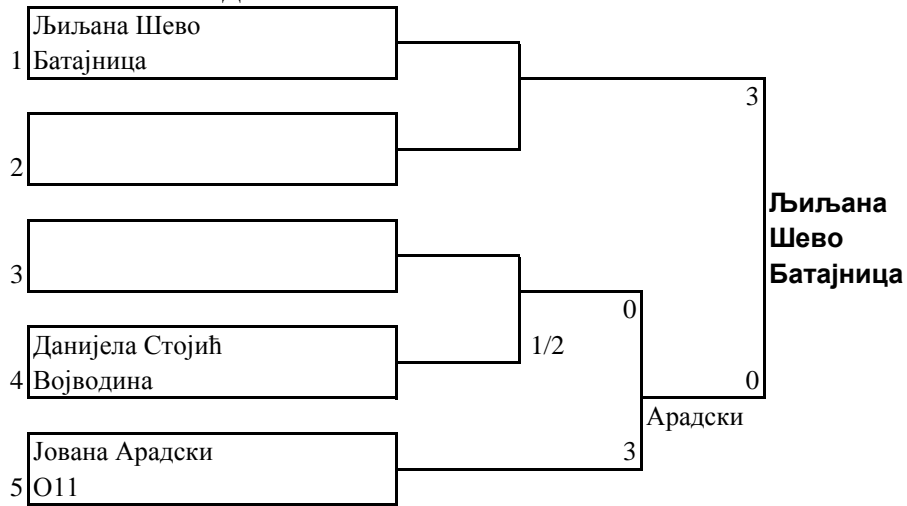 Љиљана Шево
1 Батајница
3
2
Љиљана
Шево
Батајница
3
0
Данијела Стојић
1/2
4 Војводина
0
Арадски
Јована Арадски
3
5 О11